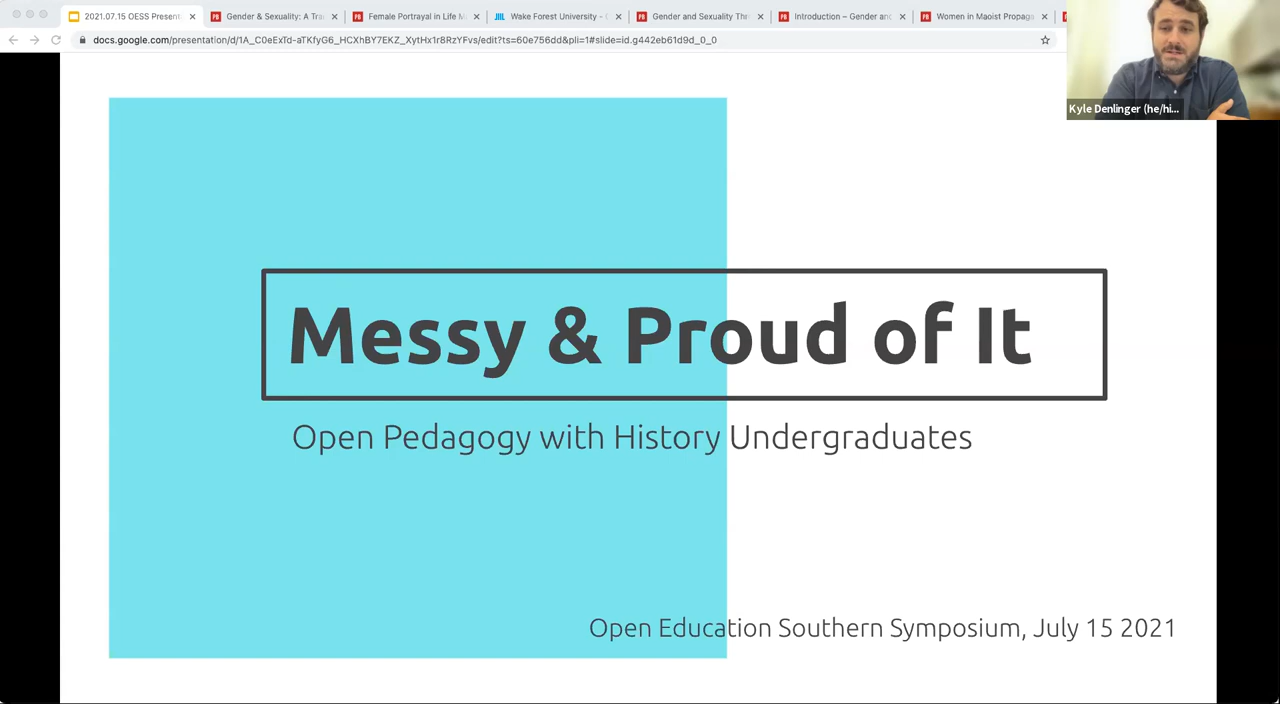 2021.07.15 OESS Present
Gender & Sexuality: A Tra
Female Portrayal in Life M
Wake Forest University -
Gender and Sexuality Thr
Introduction – Gender and
Women in Maoist Propaga
docs.google.com/presentation/d/1A_C0eExTd-aTKfyG6_HCXhBY7EKZ_XytHx1r8RzYFvs/edit?ts=60e756dd&pli=1#slide=id.g442eb61d9d_0_0
Kyle Denlinger (he/hi...
Messy & Proud of It
Open Pedagogy with History Undergraduates
Open Education Southern Symposium, July 15 2021